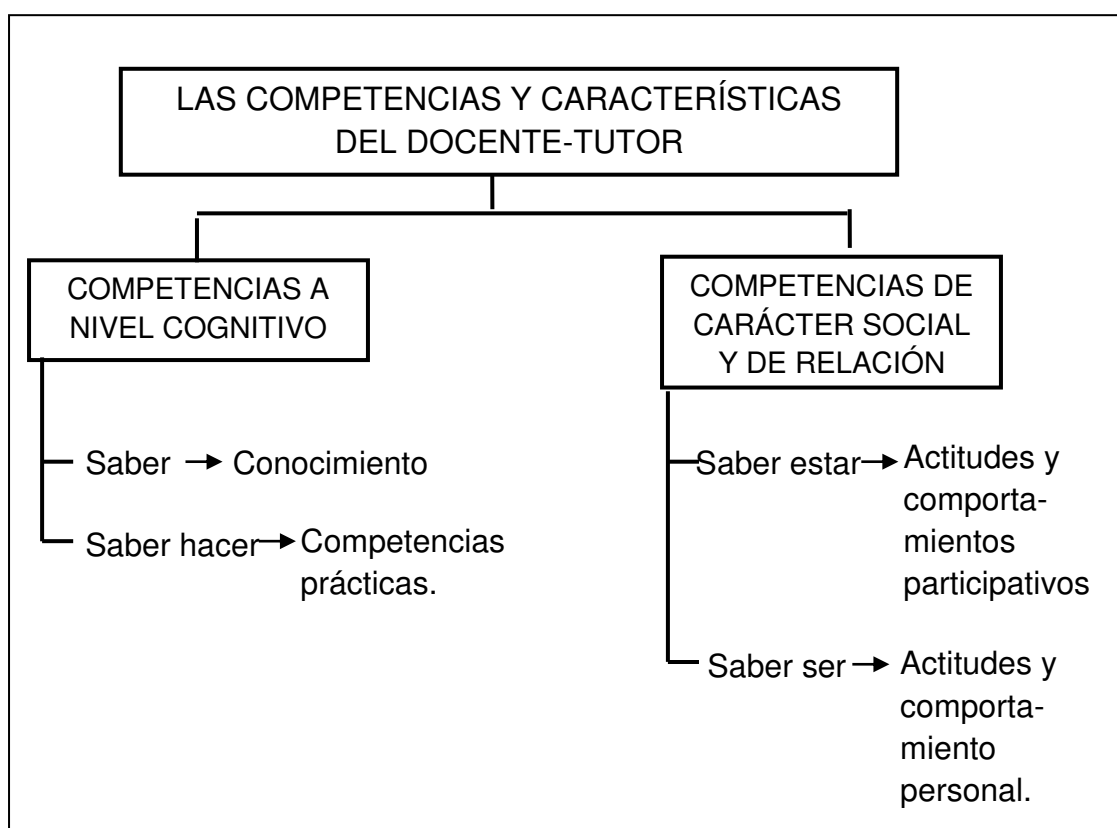 LAS COMPETENCIAS Y CARACTERÍSTICAS
DEL DOCENTE-TUTOR
COMPETENCIAS A
NIVEL COGNITIVO
Saber → Conocimiento
Saber hacer → Competencias
prácticas.
COMPETENCIAS DE
CARÁCTER SOCIAL
Y DE RELACIÓN
Saber estar → Actitudes y
comporta-
mientos
participativos
Saber ser → Actitudes y
comporta-
miento
personal.